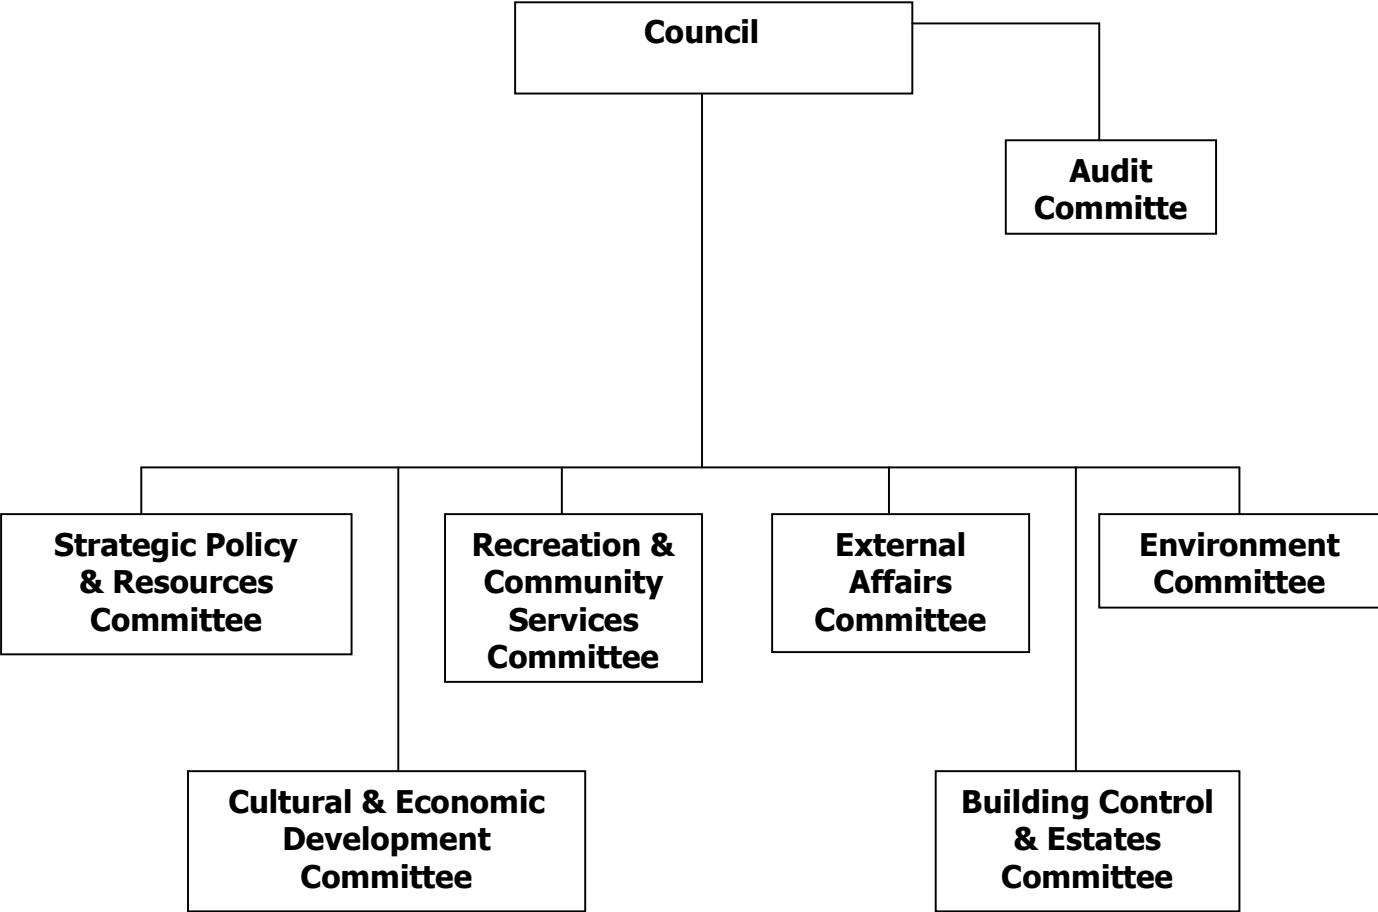 Council
Audit
Committe
Strategic Policy
& Resources
Committee
Recreation &
Community
Services
Committee
External
Affairs
Committee
Environment
Committee
Cultural & Economic
Development
Committee
Building Control
& Estates
Committee